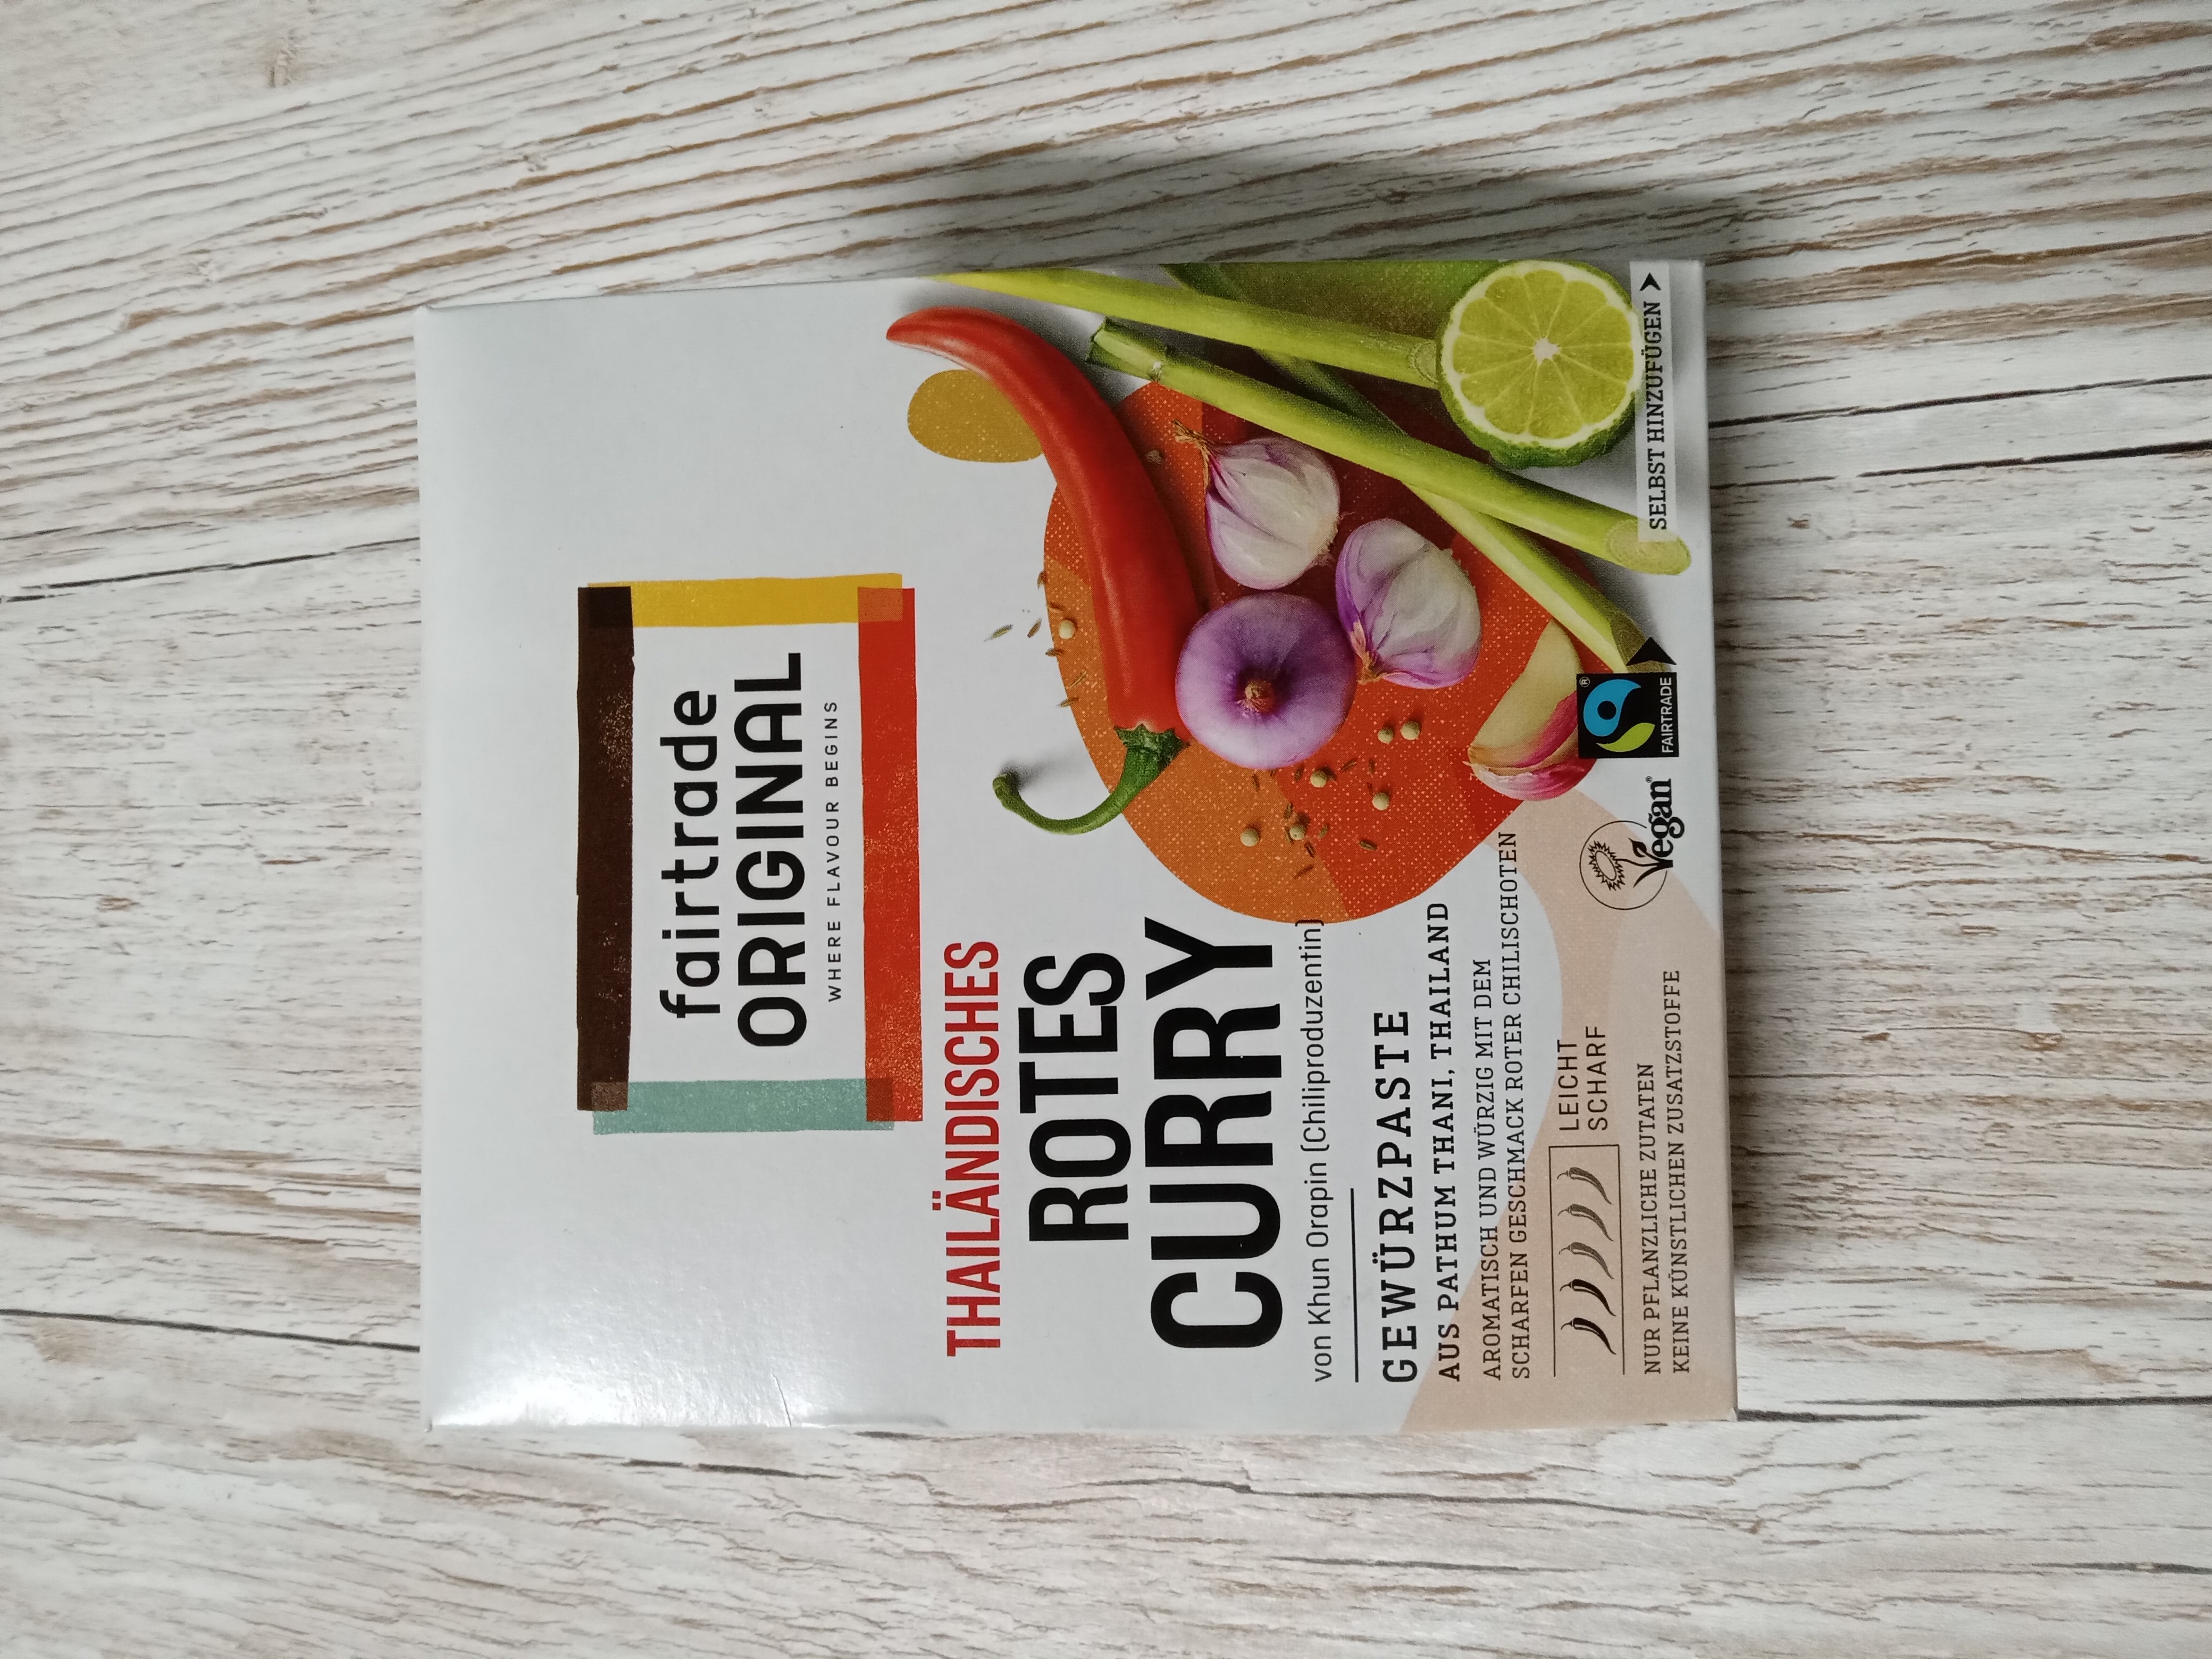 fairtrade
ORIGINAL
WHERE FLAVOUR BEGINS
THAILÄNDISCHES
ROTES
CURRY
von Khun Orapin (Chiliproduzentin)
GEWÜRZPASTE
AUS PATHUM THANI, THAILAND
AROMATISCH UND WÜRZIG MIT DEM
SCHARFEN GESCHMACK ROTER CHILISCHOTEN
LEICHT
SCHARF
NUR PFLANZLICHE ZUTATEN
KEINE KÜNSTLICHEN ZUSATZSTOFFE
Vegan®
®
FAIRTRADE
SELBST HINZUFÜGEN